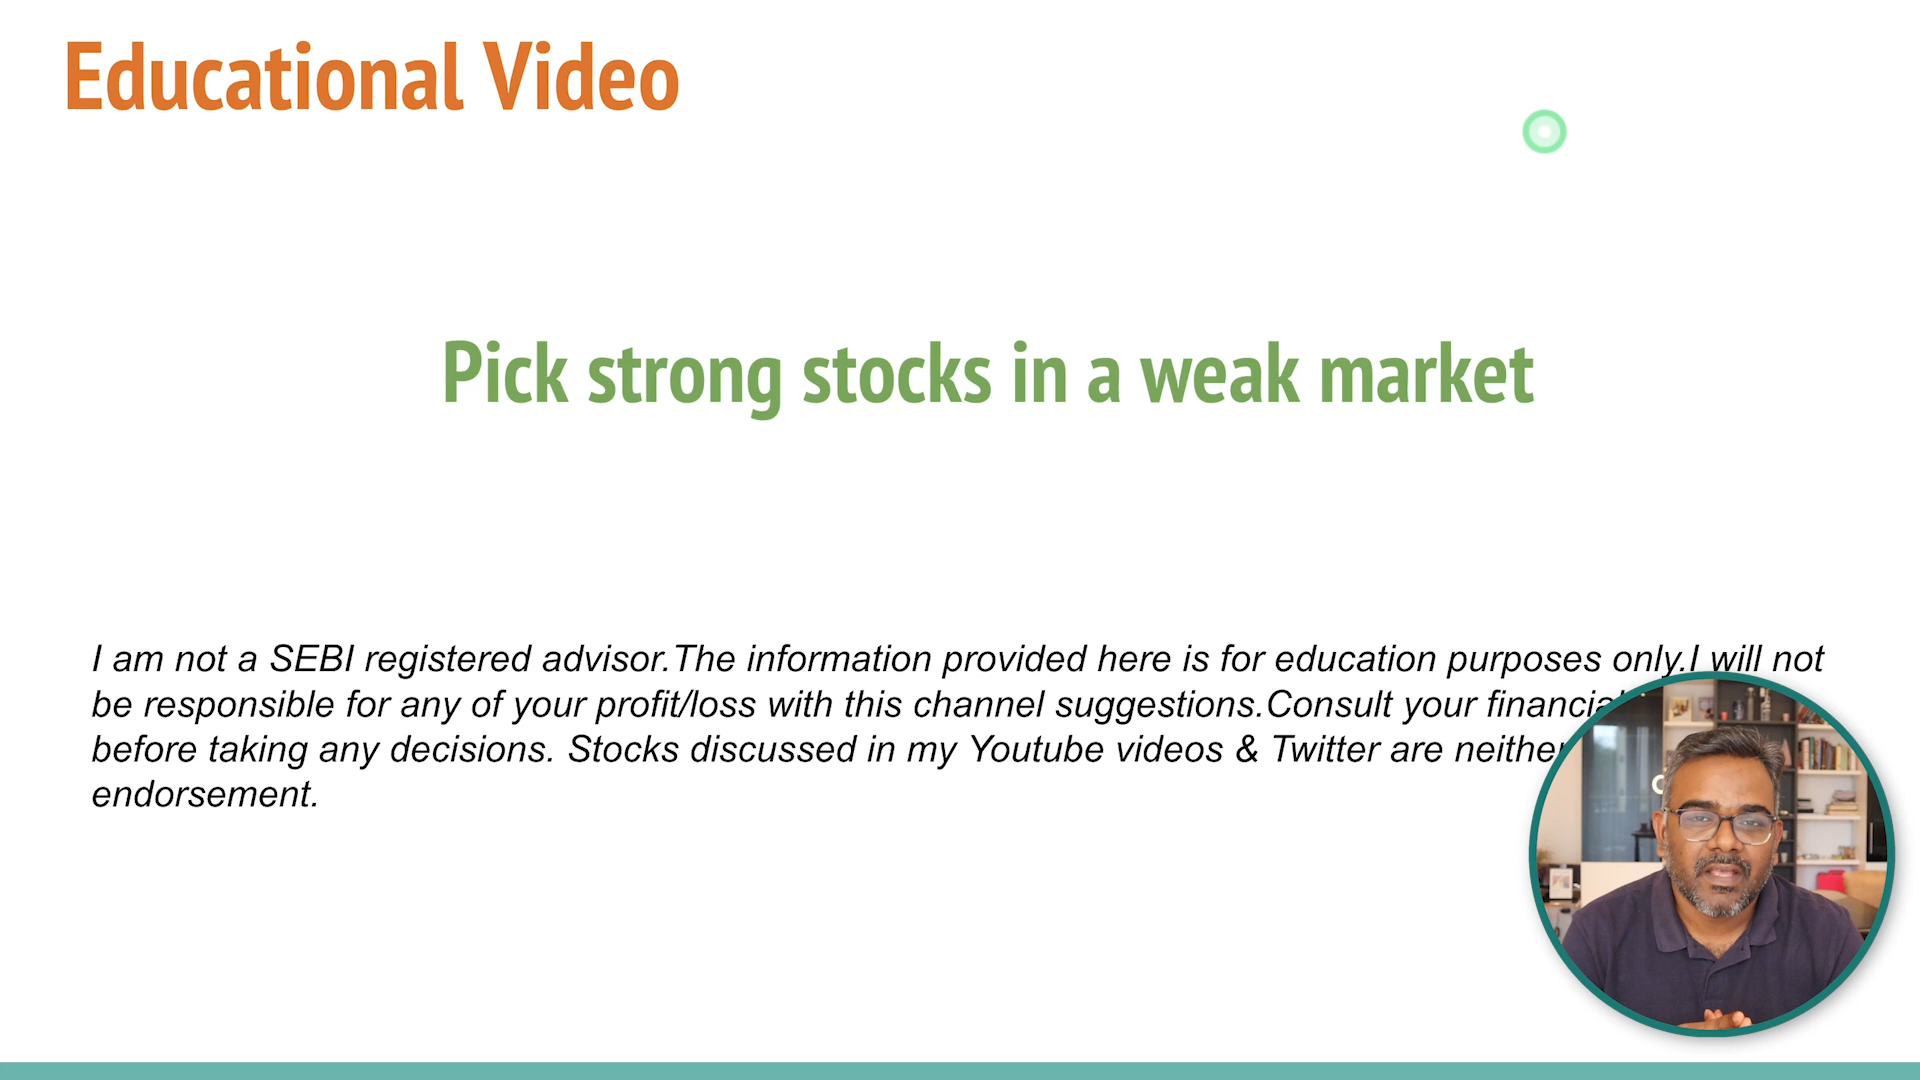 Educational Video
Pick strong stocks in a weak market
I am not a SEBI registered advisor.The information provided here is for education purposes only.I will not
be responsible for any of your profit/loss with this channel suggestions.Consult your financial
before taking any decisions. Stocks discussed in my Youtube videos & Twitter are neither
endorsement.